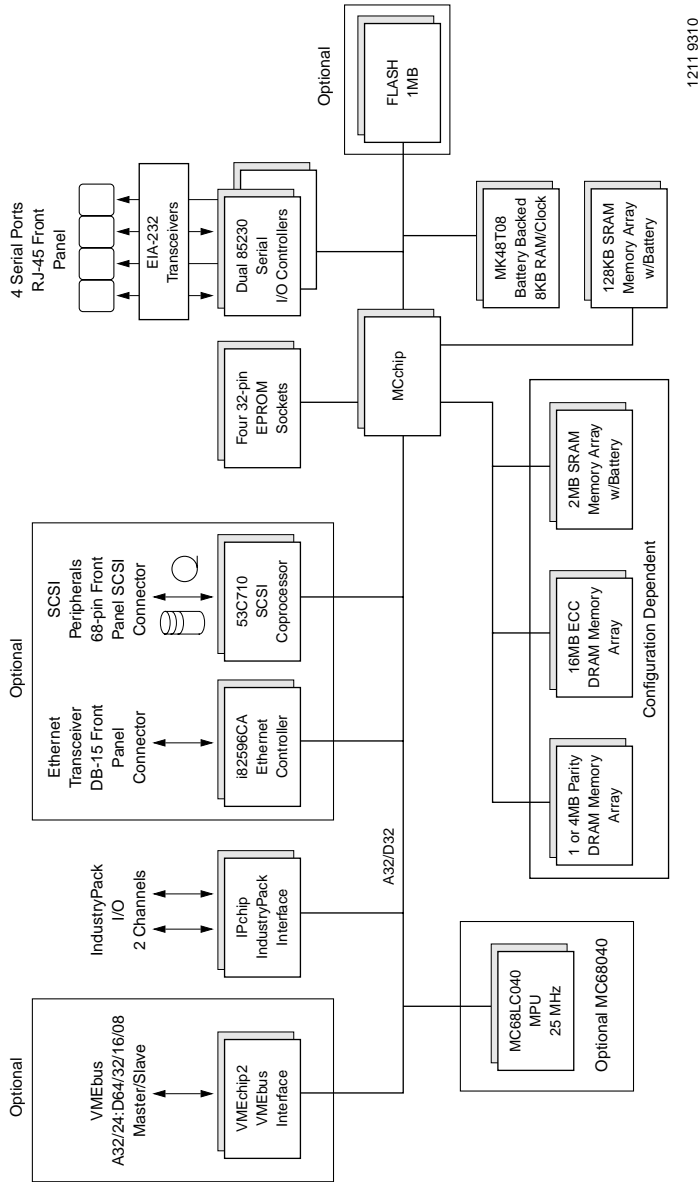 Optional
VMEbus
A32/24:D64/32/16/08
Master/Slave
VMEchip2
VMEbus
Interface
IndustryPack
I/O
2 Channels
IPchip
IndustryPack
Interface
Optional
Ethernet
Transceiver
DB-15 Front
Panel
Connector
i82596CA
Ethernet
Controller
SCSI
Peripherals
68-pin Front
Panel SCSI
Connector
53C710
SCSI
Coprocessor
Four 32-pin
EPROM
Sockets
4 Serial Ports
RJ-45 Front
Panel
EIA-232
Transceivers
Dual 85230
Serial
I/O Controllers
Optional
FLASH
1MB
A32/D32
MCchip
MC68LC040
MPU
25 MHz
Optional MC68040
1 or 4MB Parity
DRAM Memory
Array
16MB ECC
DRAM Memory
Array
2MB SRAM
Memory Array
w/Battery
Configuration Dependent
MK48T08
Battery Backed
8KB RAM/Clock
128KB SRAM
Memory Array
w/Battery
1211 9310